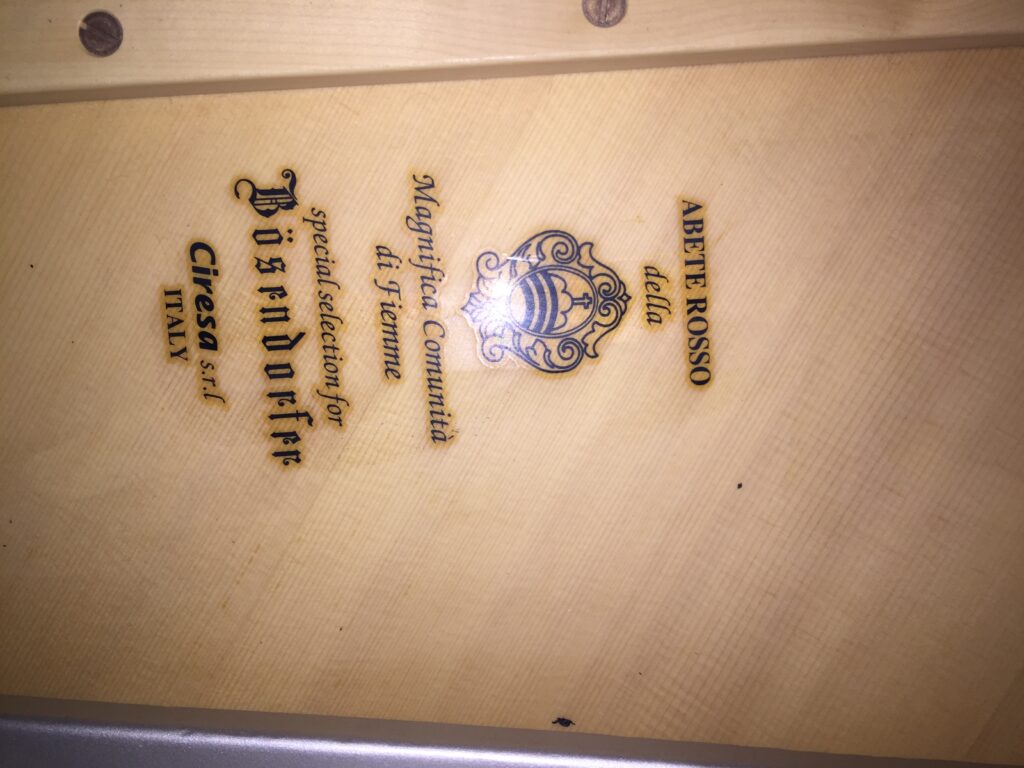 ABETE ROSSO
della
Magnifica Comunità
di Fiemme
special selection for
Bösendorfer
Ciresa s.r.l
ITALY